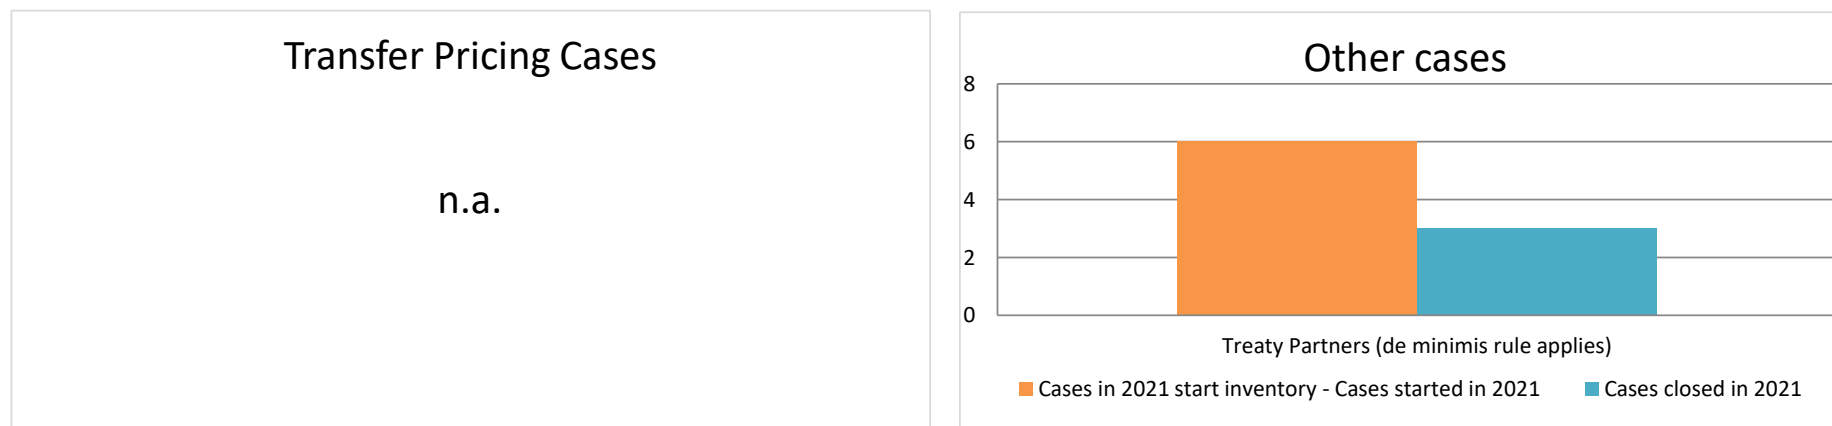 Transfer Pricing Cases
n.a.
Other cases
8
6
4
2
0
Treaty Partners (de minimis rule applies)
Cases in 2021 start inventory - Cases started in 2021
Cases closed in 2021